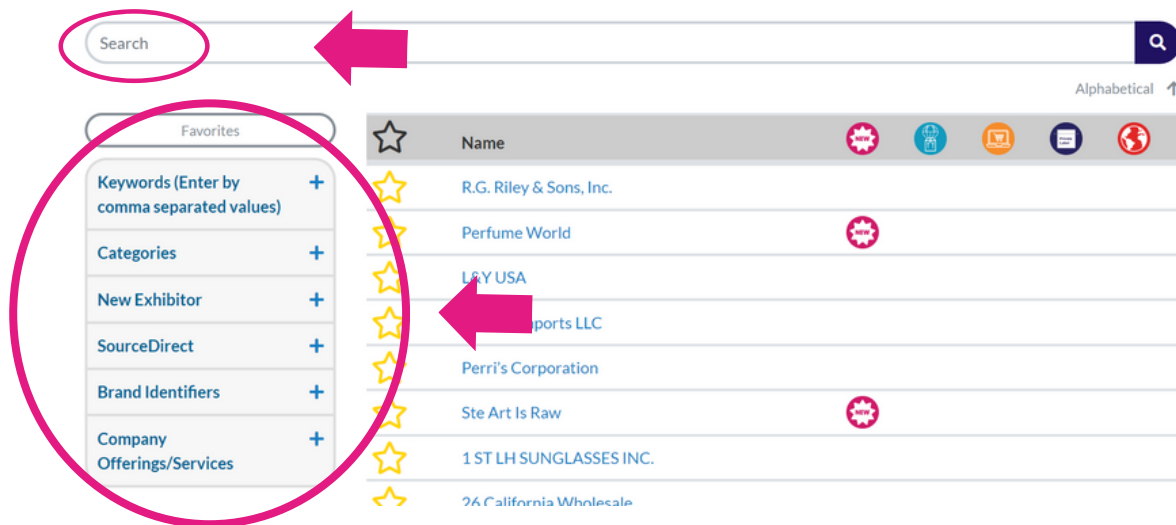 Search
Alphabetical
Favorites
Name
NEW
R.G. Riley & Sons, Inc.
Keywords (Enter by
comma separated values)
Perfume World
NEW
Categories
L&Y USA
New Exhibitor
ports LLC
SourceDirect
Perri's Corporation
Brand Identifiers
Ste Art Is Raw
NEW
Company
Offerings/Services
1 ST LH SUNGLASSES INC.
26 California Wholesale